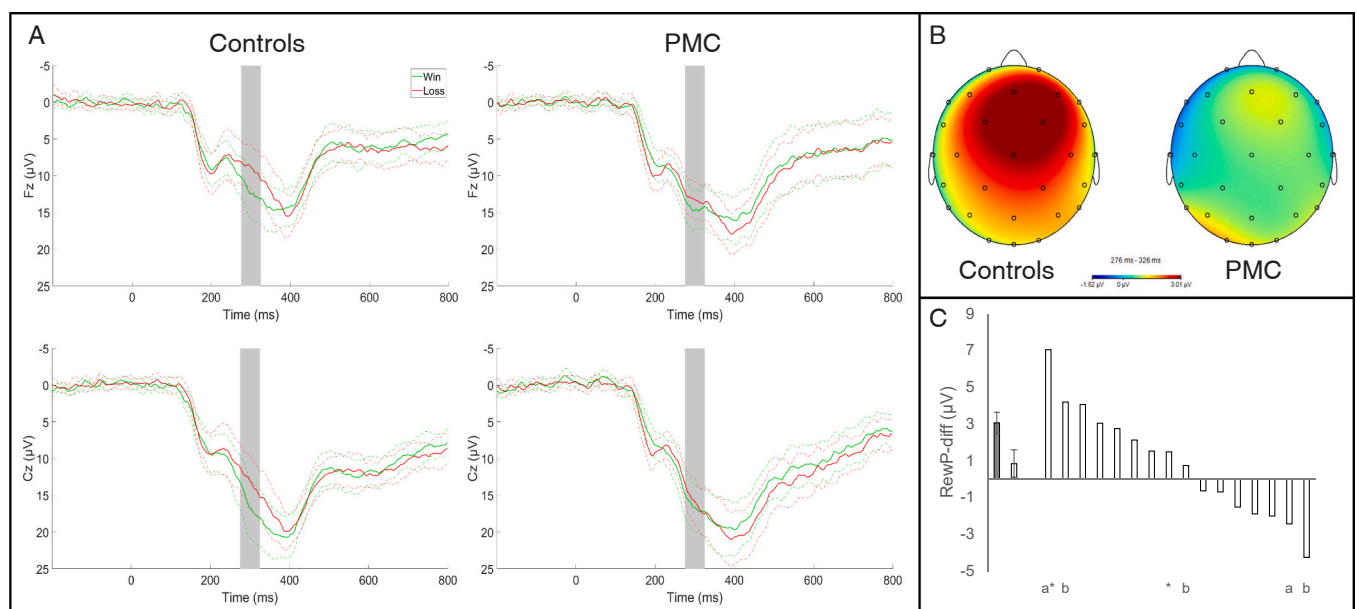 A
Controls
PMC
Win
Loss
-5
0
5
10
15
20
25
Fz (µV)
0
200
400
600
800
Time (ms)
-5
0
5
10
15
20
25
Fz (µV)
0
200
400
600
800
Time (ms)
-5
0
5
10
15
20
25
Cz (µV)
0
200
400
600
800
Time (ms)
-5
0
5
10
15
20
25
Cz (µV)
0
200
400
600
800
Time (ms)
B
276 ms - 326 ms
Controls
PMC
-1.62 µV 0 µV 3.01 µV
C
9
7
5
3
1
-1
-3
-5
RewP-diff (µV)
a* b * b a b